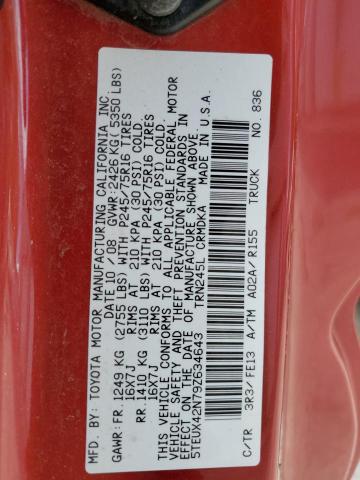 MFD. BY: TOYOTA MOTOR MANUFACTURING CALIFORNIA INC
DATE 10 / 08 GVWR: 2426 KG( 5350 LBS)
GAWR: FR. 1249 KG (2755 LBS) WITH P245/75R16 TIRES
16X7J RIMS AT 210 KPA (30 PSI) COLD.
RR. 1410 KG (3110 LBS) WITH P245/75R16 TIRES
16X7J RIMS AT 210 KPA (30 PSI) COLD.
THIS VEHICLE CONFORMS TO ALL APPLICABLE FEDERAL MOTOR
VEHICLE SAFETY AND THEFT PREVENTION STANDARDS IN
EFFECT ON THE DATE OF MANUFACTURE SHOWN ABOVE.
5TEUX42N79Z634643 TRN245L CRMDKA MADE IN U.S.A.
C/TR 3R3/ FE13 A/TM AD2A/ R155 TRUCK NO. 836